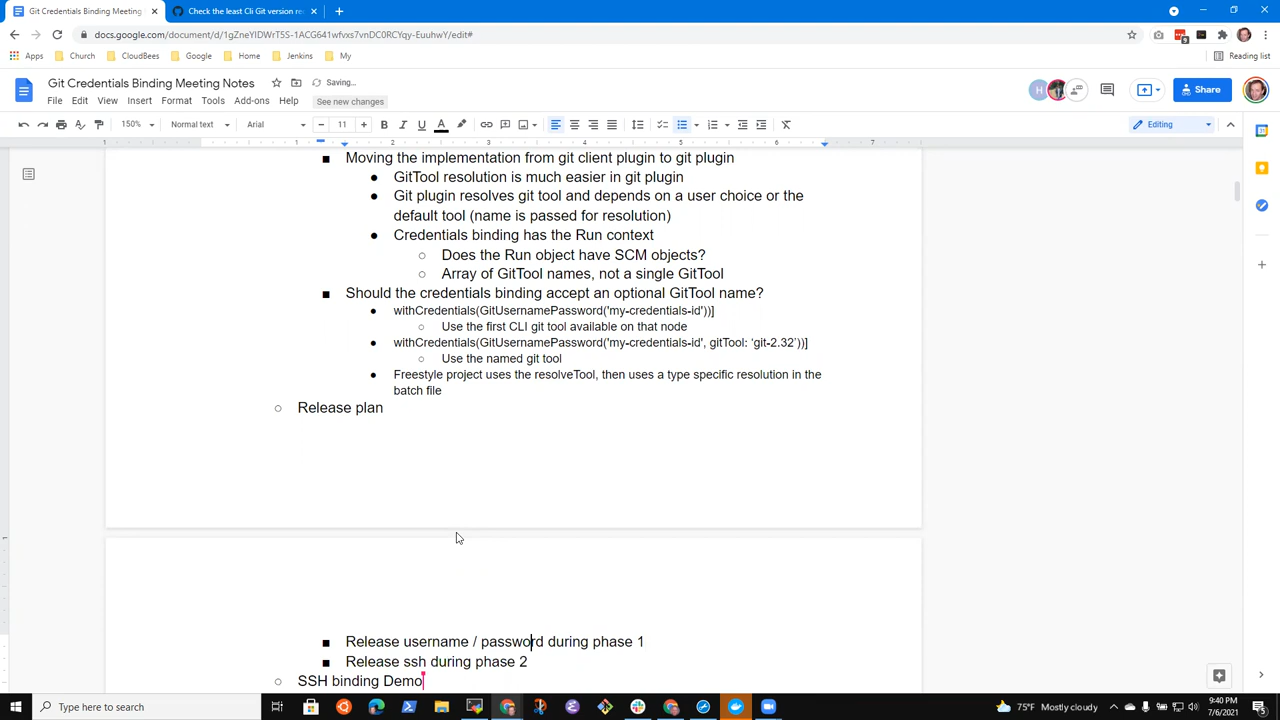 Git Credentials Binding Meeting
Check the least Cli Git version re
docs.google.com/document/d/1gZneYIDWrT5S-1ACG641wfvxs7vnDC0RCYqy-EuuhwY/edit#
Apps Church CloudBees Google Home Jenkins My Reading list
Git Credentials Binding Meeting Notes Saving...
File Edit View Insert Format Tools Add-ons Help See new changes
Share
150% Normal text Arial 11 Editing
1 1 2 3 4 5 6 7
Moving the implementation from git client plugin to git plugin
GitTool resolution is much easier in git plugin
Git plugin resolves git tool and depends on a user choice or the
default tool (name is passed for resolution)
Credentials binding has the Run context
Does the Run object have SCM objects?
Array of GitTool names, not a single GitTool
Should the credentials binding accept an optional GitTool name?
withCredentials(GitUsernamePassword('my-credentials-id'))]
Use the first CLI git tool available on that node
withCredentials(GitUsernamePassword('my-credentials-id', gitTool: 'git-2.32'))]
Use the named git tool
Freestyle project uses the resolveTool, then uses a type specific resolution in the
batch file
Release plan
Release username / password during phase 1
Release ssh during phase 2
SSH binding Demo
Type here to search
75°F Mostly cloudy
9:40 PM
7/6/2021